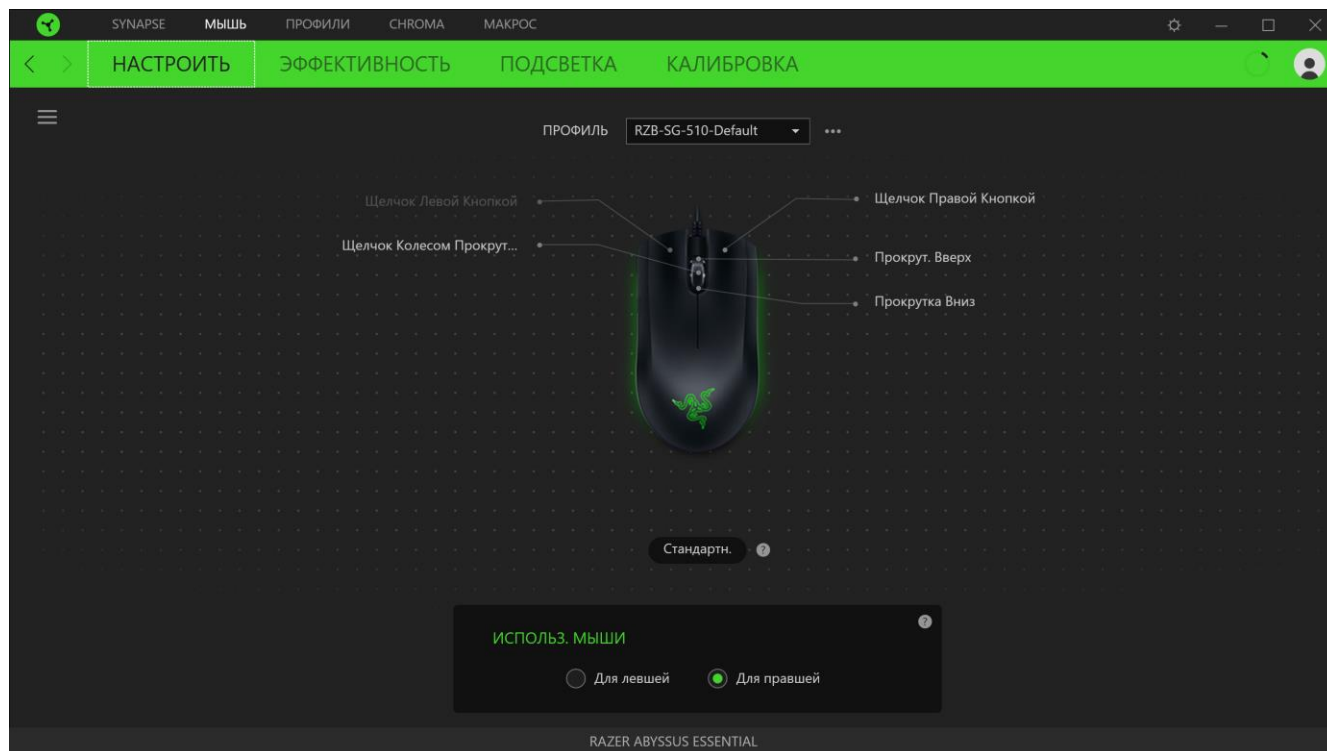 SYNAPSE МЫШЬ ПРОФИЛИ CHROMA МАКРОС
НАСТРОИТЬ ЭФФЕКТИВНОСТЬ ПОДСВЕТКА КАЛИБРОВКА
ПРОФИЛЬ RZB-SG-510-Default
Щелчок Левой Кнопкой Щелчок Правой Кнопкой
Щелчок Колесом Прокрут...
Прокрут. Вверх
Прокрутка Вниз
Стандартн. ?
?
ИСПОЛЬЗ. МЫШИ
Для левшей Для правшей
RAZER ABYSSUS ESSENTIAL